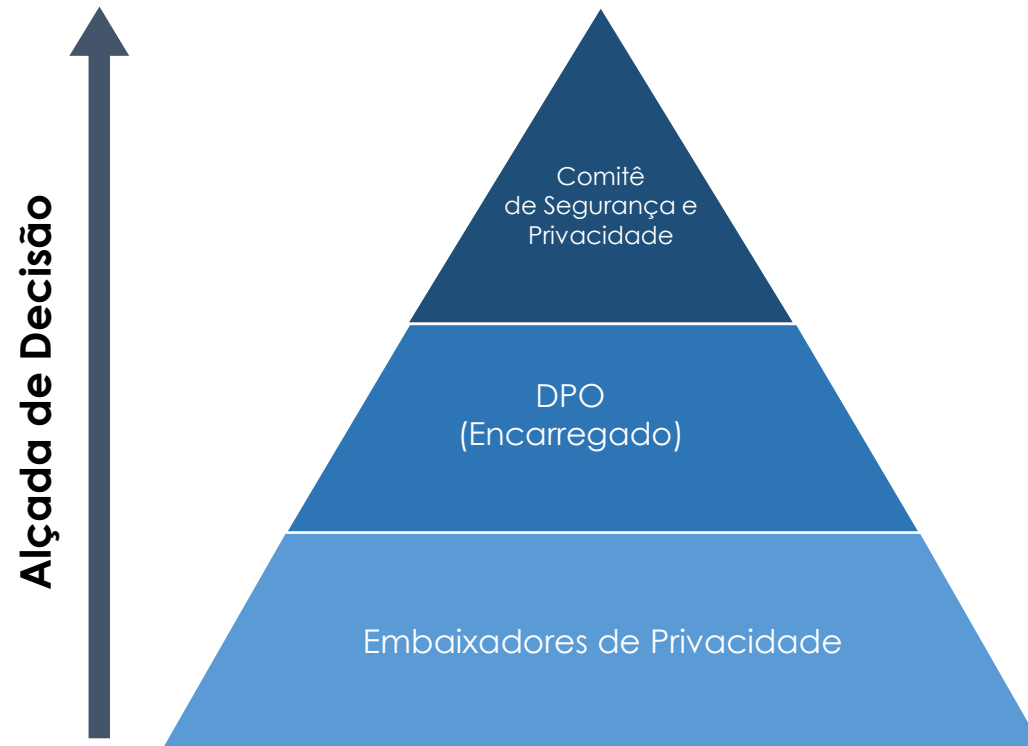 Alçada de Decisão
Comitê
de Segurança e
Privacidade
DPO
(Encarregado)
Embaixadores de Privacidade